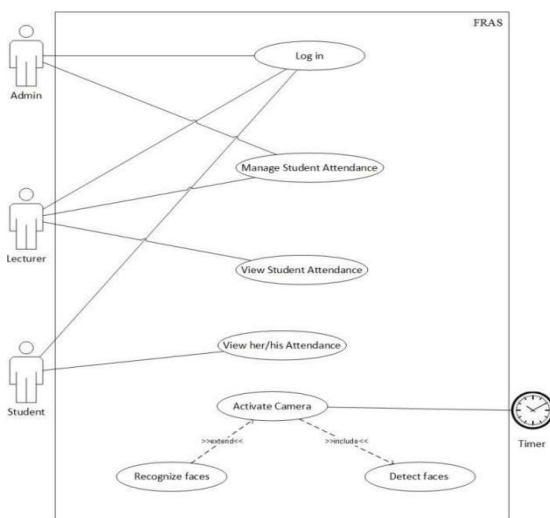 FRAS
Log in
Admin
Manage Student Attendance
Lecturer
View Student Attendance
View her/his Attendance
Student
Activate Camera
Timer
>>extend<<
>>include<<
Recognize faces
Detect faces